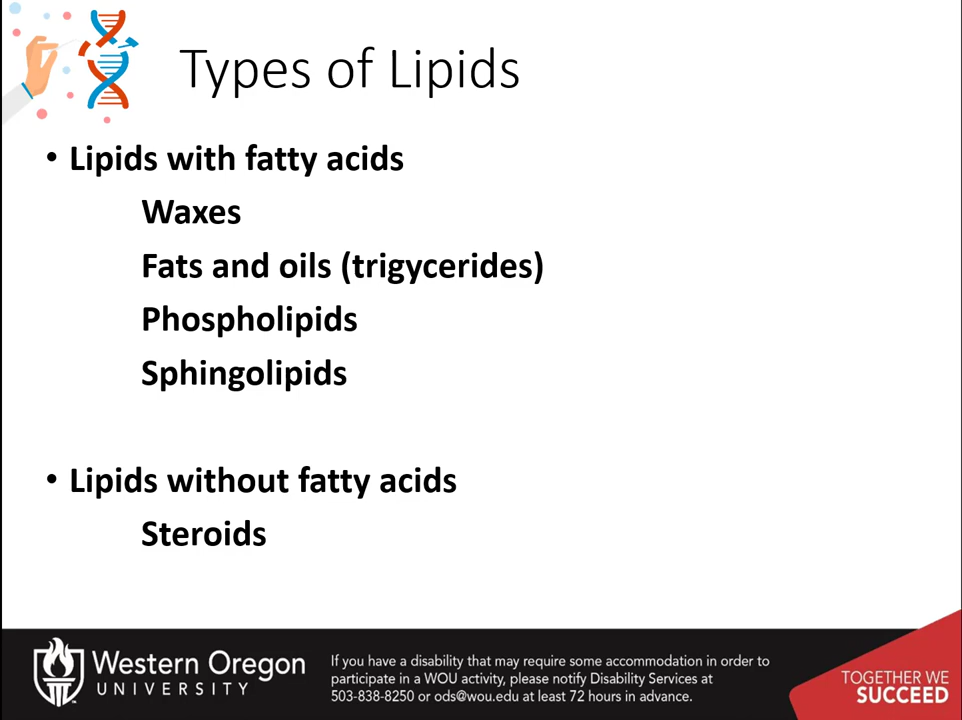 Types of Lipids
• Lipids with fatty acids
Waxes
Fats and oils (trigycerides)
Phospholipids
Sphingolipids
• Lipids without fatty acids
Steroids
Western Oregon
UNIVERSITY
If you have a disability that may require some accommodation in order to
participate in a WOU activity, please notify Disability Services at
503-838-8250 or ods@wou.edu at least 72 hours in advance.
TOGETHER WE
SUCCEED